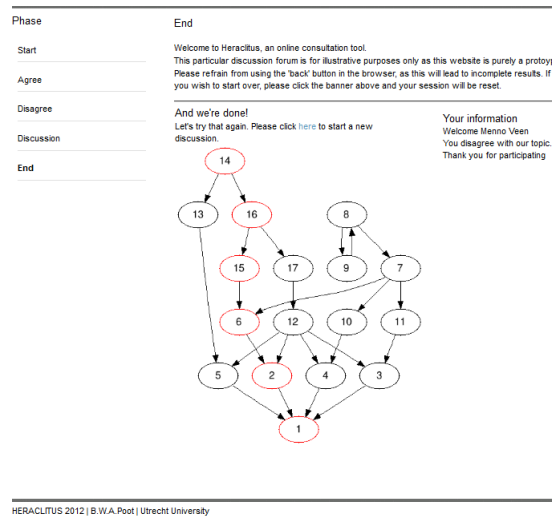 Phase
Start
Agree
Disagree
Discussion
End
End
Welcome to Heraclitus, an online consultation tool.
This particular discussion forum is for illustrative purposes only as this website is purely a protoyp
Please refrain from using the 'back' button in the browser, as this will lead to incomplete results. If
you wish to start over, please click the banner above and your session will be reset.
And we're done!
Let's try that again. Please click here to start a new
discussion.
Your information
Welcome Menno Veen
You disagree with our topic.
Thank you for participating
14
13 16 8
15 17 9 7
6 12 10 11
5 2 4 3
1
HERACLITUS 2012 | B.W.A.Poot | Utrecht University